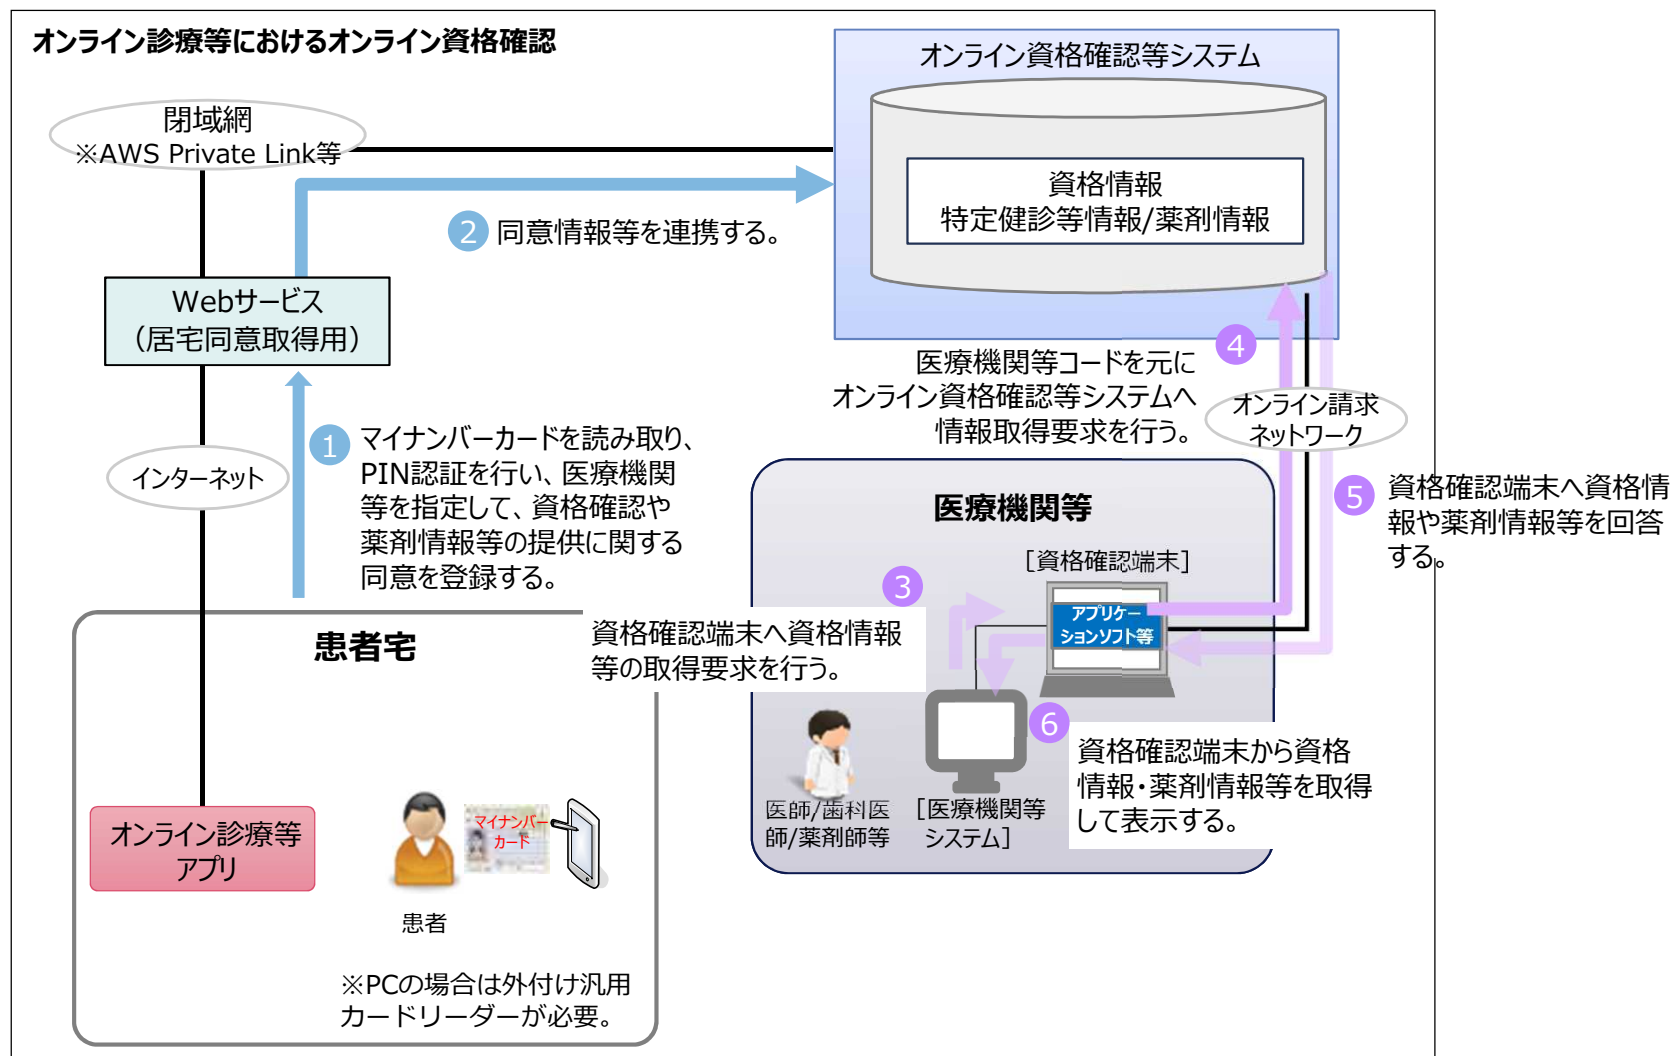 オンライン診療等におけるオンライン資格確認
オンライン資格確認等システム
閉域網
※AWS Private Link等
資格情報
特定健診等情報/薬剤情報
2 同意情報等を連携する。
Webサービス
（居宅同意取得用）
4
医療機関等コードを元に
オンライン資格確認等システムへ
情報取得要求を行う。
オンライン請求
ネットワーク
1 マイナンバーカードを読み取り、
PIN認証を行い、医療機関
等を指定して、資格確認や
薬剤情報等の提供に関する
同意を登録する。
インターネット
5 資格確認端末へ資格情
報や薬剤情報等を回答
する。
医療機関等
［資格確認端末］
3
資格確認端末へ資格情報
等の取得要求を行う。
アプリケー
ションソフト等
患者宅
6
資格確認端末から資格
情報・薬剤情報等を取得
して表示する。
医師/歯科医
師/薬剤師等
［医療機関等
システム］
オンライン診療等
アプリ
マイナンバー
カード
患者
※PCの場合は外付け汎用
カードリーダーが必要。